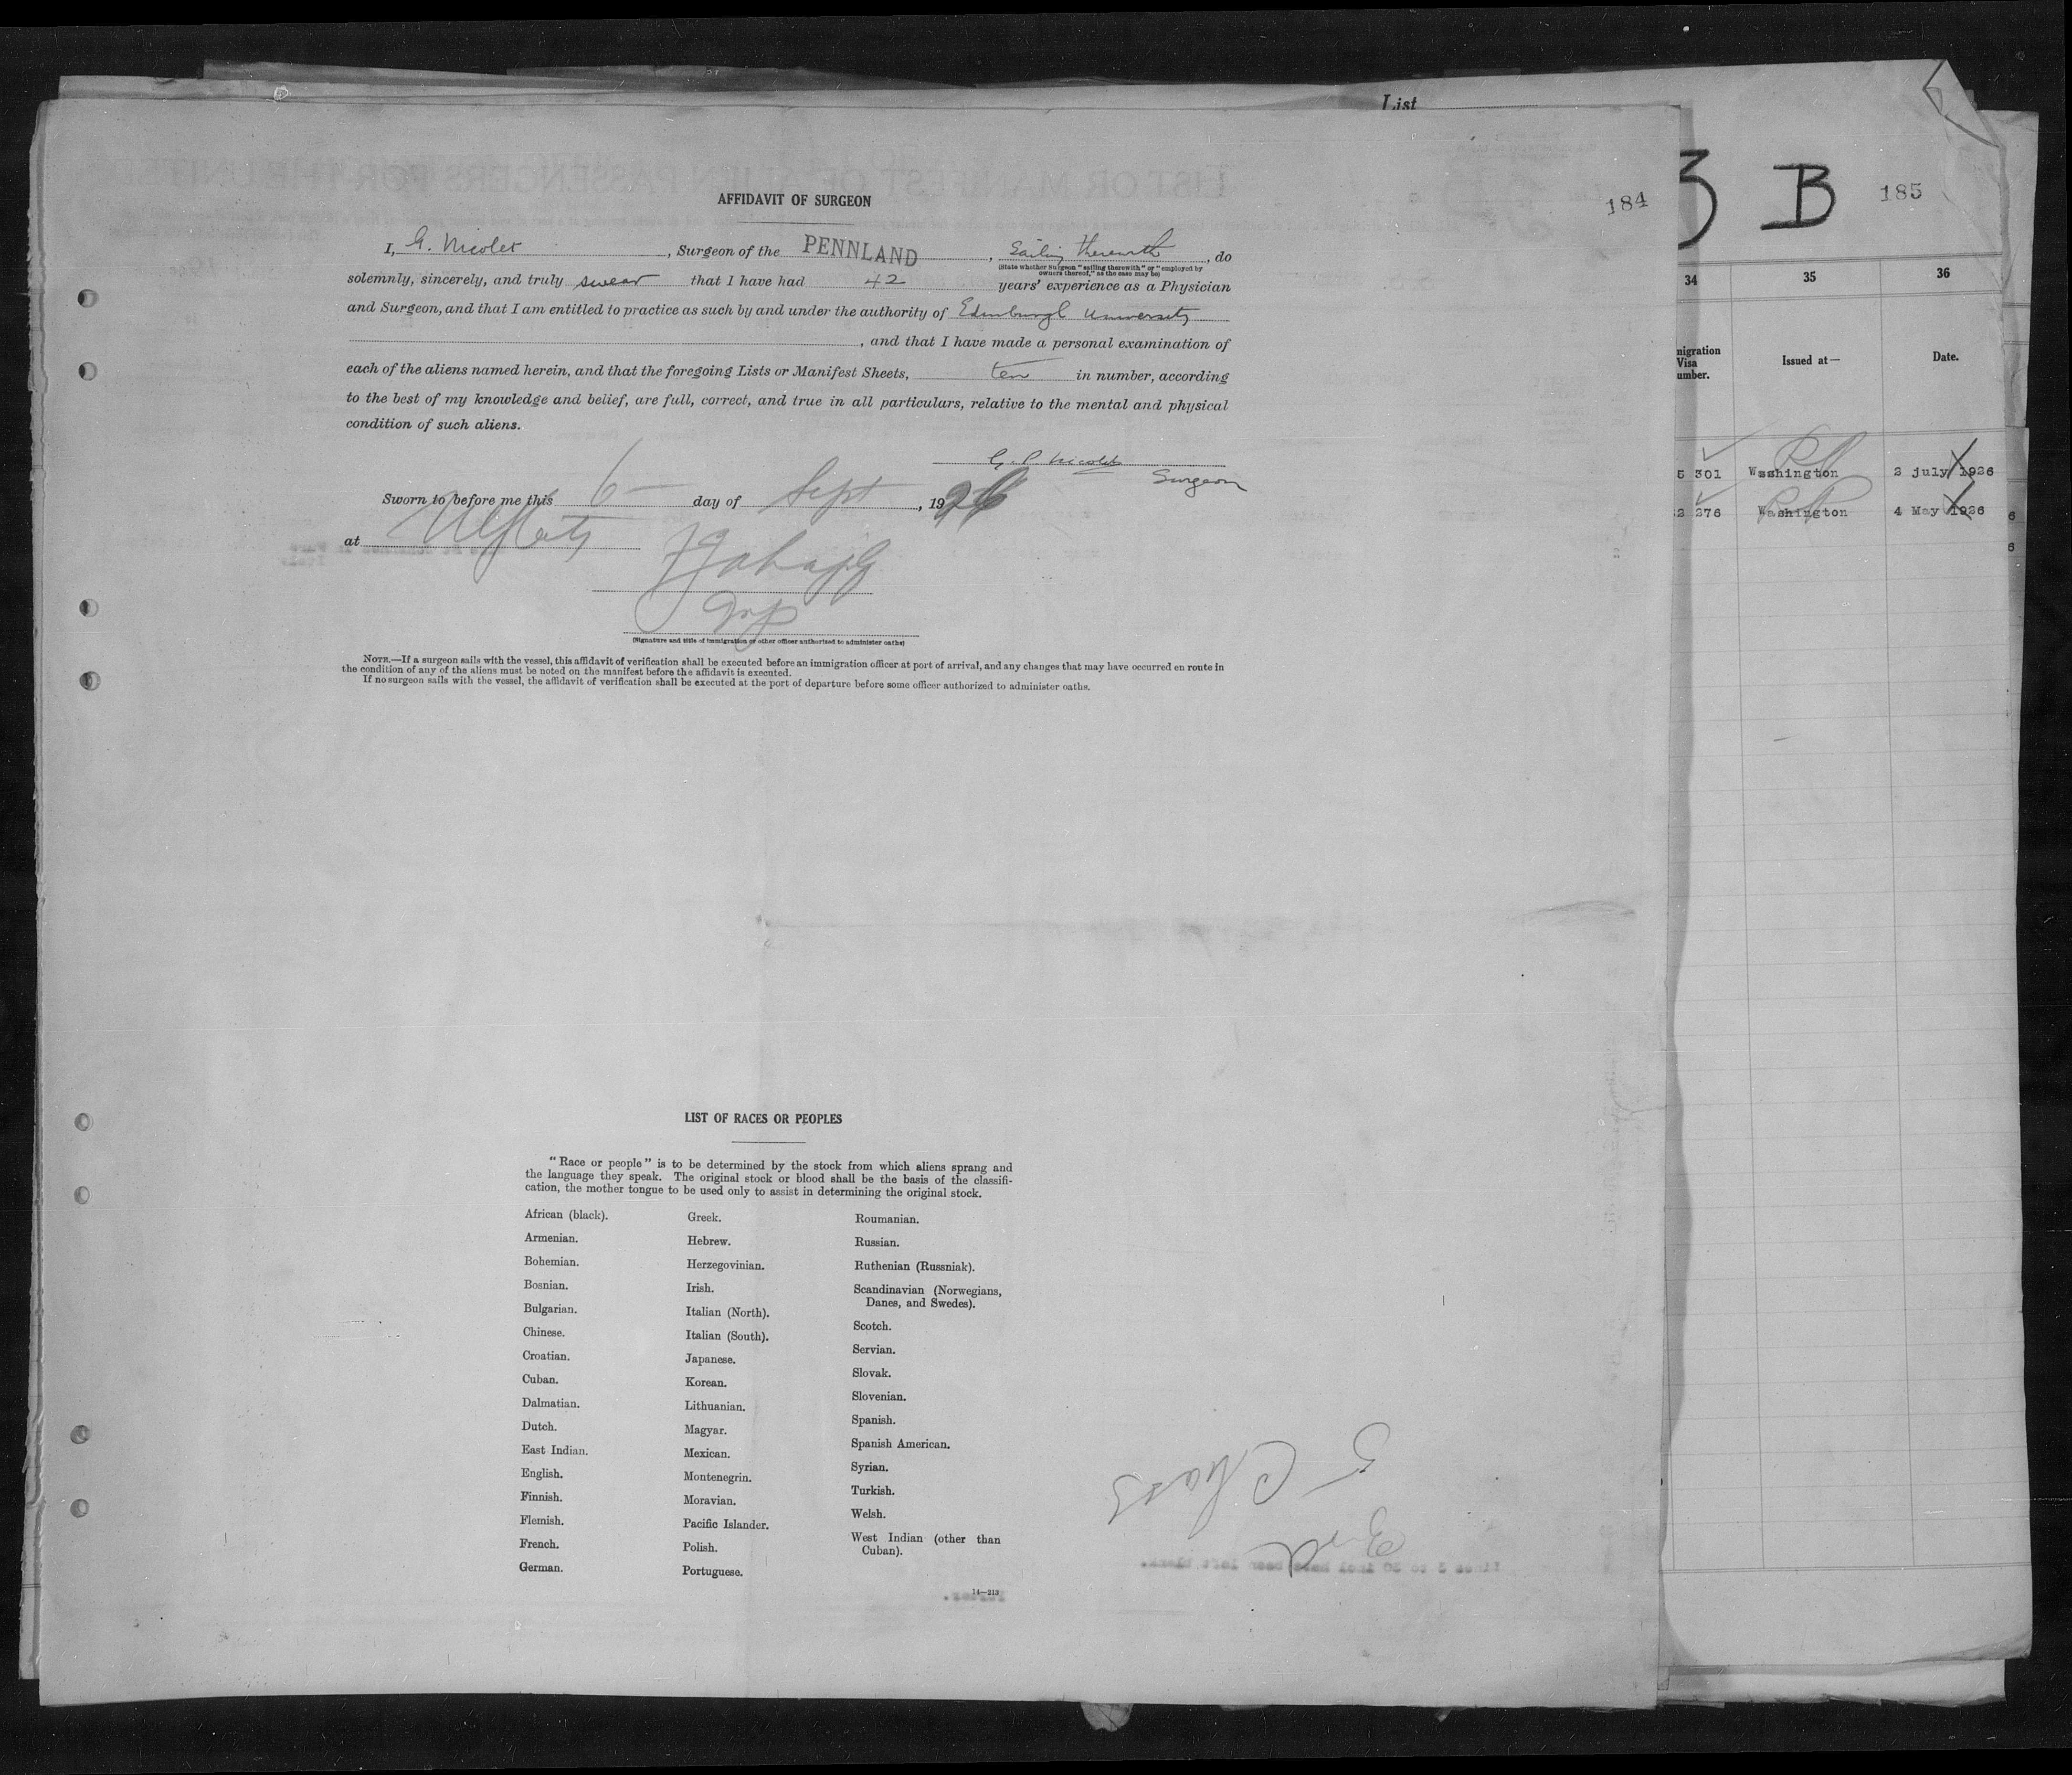 List
AFFIDAVIT OF SURGEON
184
I, G. Nicolet, Surgeon of the PENNLAND, Sailing therewith, do
(State whether Surgeon "sailing therewith" or "employed by
owners thereof," as the case may be)
solemnly, sincerely, and truly swear that I have had 42 years' experience as a Physician
and Surgeon, and that I am entitled to practice as such by and under the authority of Edinburgh University
, and that I have made a personal examination of
each of the aliens named herein, and that the foregoing Lists or Manifest Sheets, ten in number, according
to the best of my knowledge and belief, are full, correct, and true in all particulars, relative to the mental and physical
condition of such aliens.
G. P. Nicolet
Surgeon
Sworn to before me this 6 day of Sept, 1926
at
Insp
(Signature and title of immigration or other officer authorized to administer oaths)
NOTE.—If a surgeon sails with the vessel, this affidavit of verification shall be executed before an immigration officer at port of arrival, and any changes that may have occurred en route in
the condition of any of the aliens must be noted on the manifest before the affidavit is executed.
If no surgeon sails with the vessel, the affidavit of verification shall be executed at the port of departure before some officer authorized to administer oaths.
LIST OF RACES OR PEOPLES
"Race or people" is to be determined by the stock from which aliens sprang and
the language they speak. The original stock or blood shall be the basis of the classifi-
cation, the mother tongue to be used only to assist in determining the original stock.
African (black).
Armenian.
Bohemian.
Bosnian.
Bulgarian.
Chinese.
Croatian.
Cuban.
Dalmatian.
Dutch.
East Indian.
English.
Finnish.
Flemish.
French.
German.
Greek.
Hebrew.
Herzegovinian.
Irish.
Italian (North).
Italian (South).
Japanese.
Korean.
Lithuanian.
Magyar.
Mexican.
Montenegrin.
Moravian.
Pacific Islander.
Polish.
Portuguese.
Roumanian.
Russian.
Ruthenian (Russniak).
Scandinavian (Norwegians,
Danes, and Swedes).
Scotch.
Servian.
Slovak.
Slovenian.
Spanish.
Spanish American.
Syrian.
Turkish.
Welsh.
West Indian (other than
Cuban).
14—213
End
Class
3 B 185
34 35 36
migration
Visa
umber.
Issued at—
Date.
5 301 Washington 2 july 1926
2 276 Washington 4 May 1926
6
6